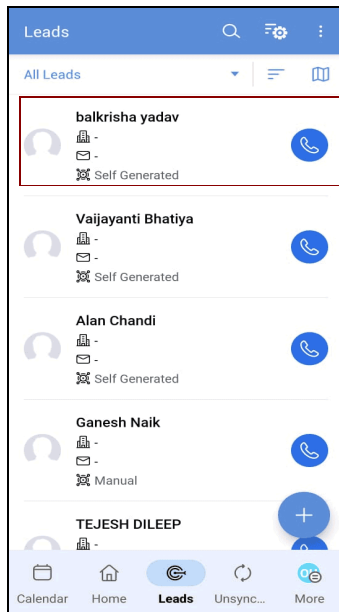 Leads
All Leads
balkrisha yadav
-
-
Self Generated
Vaijayanti Bhatiya
-
-
Self Generated
Alan Chandi
-
-
Self Generated
Ganesh Naik
-
-
Manual
TEJESH DILEEP
-
Calendar Home Leads Unsync... More